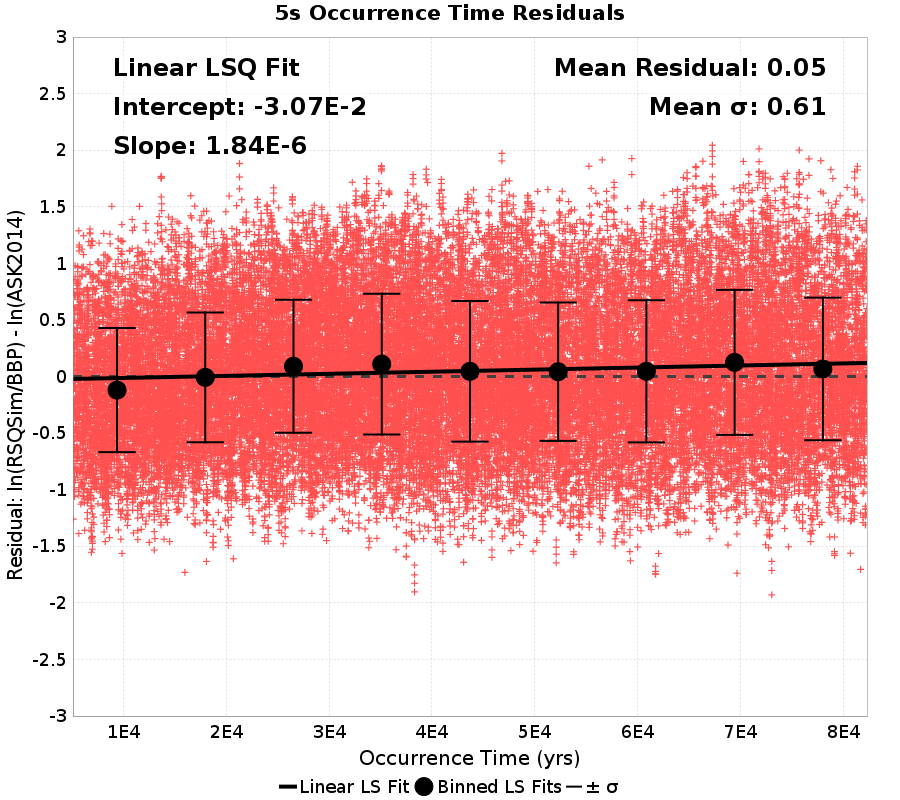 5s Occurrence Time Residuals
Linear LSQ Fit
Intercept: -3.07E-2
Slope: 1.84E-6
Mean Residual: 0.05
Mean σ: 0.61
Residual: ln(RSQSim/BBP) - ln(ASK2014)
3
2.5
2
1.5
1
0.5
0
-0.5
-1
-1.5
-2
-2.5
-3
1E4 2E4 3E4 4E4 5E4 6E4 7E4 8E4
Occurrence Time (yrs)
Linear LS Fit Binned LS Fits ± σ